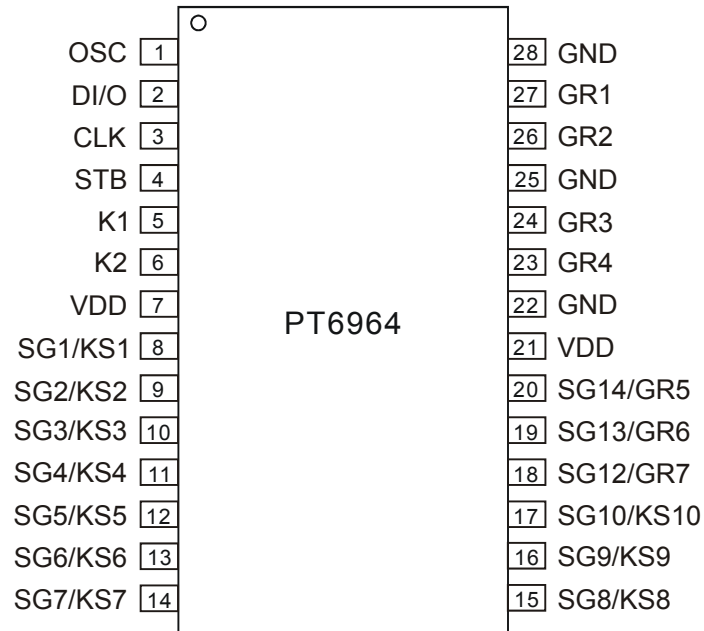 OSC 1 28 GND
DI/O 2 27 GR1
CLK 3 26 GR2
STB 4 25 GND
K1 5 24 GR3
K2 6 23 GR4
VDD 7 22 GND
PT6964
SG1/KS1 8 21 VDD
SG2/KS2 9 20 SG14/GR5
SG3/KS3 10 19 SG13/GR6
SG4/KS4 11 18 SG12/GR7
SG5/KS5 12 17 SG10/KS10
SG6/KS6 13 16 SG9/KS9
SG7/KS7 14 15 SG8/KS8